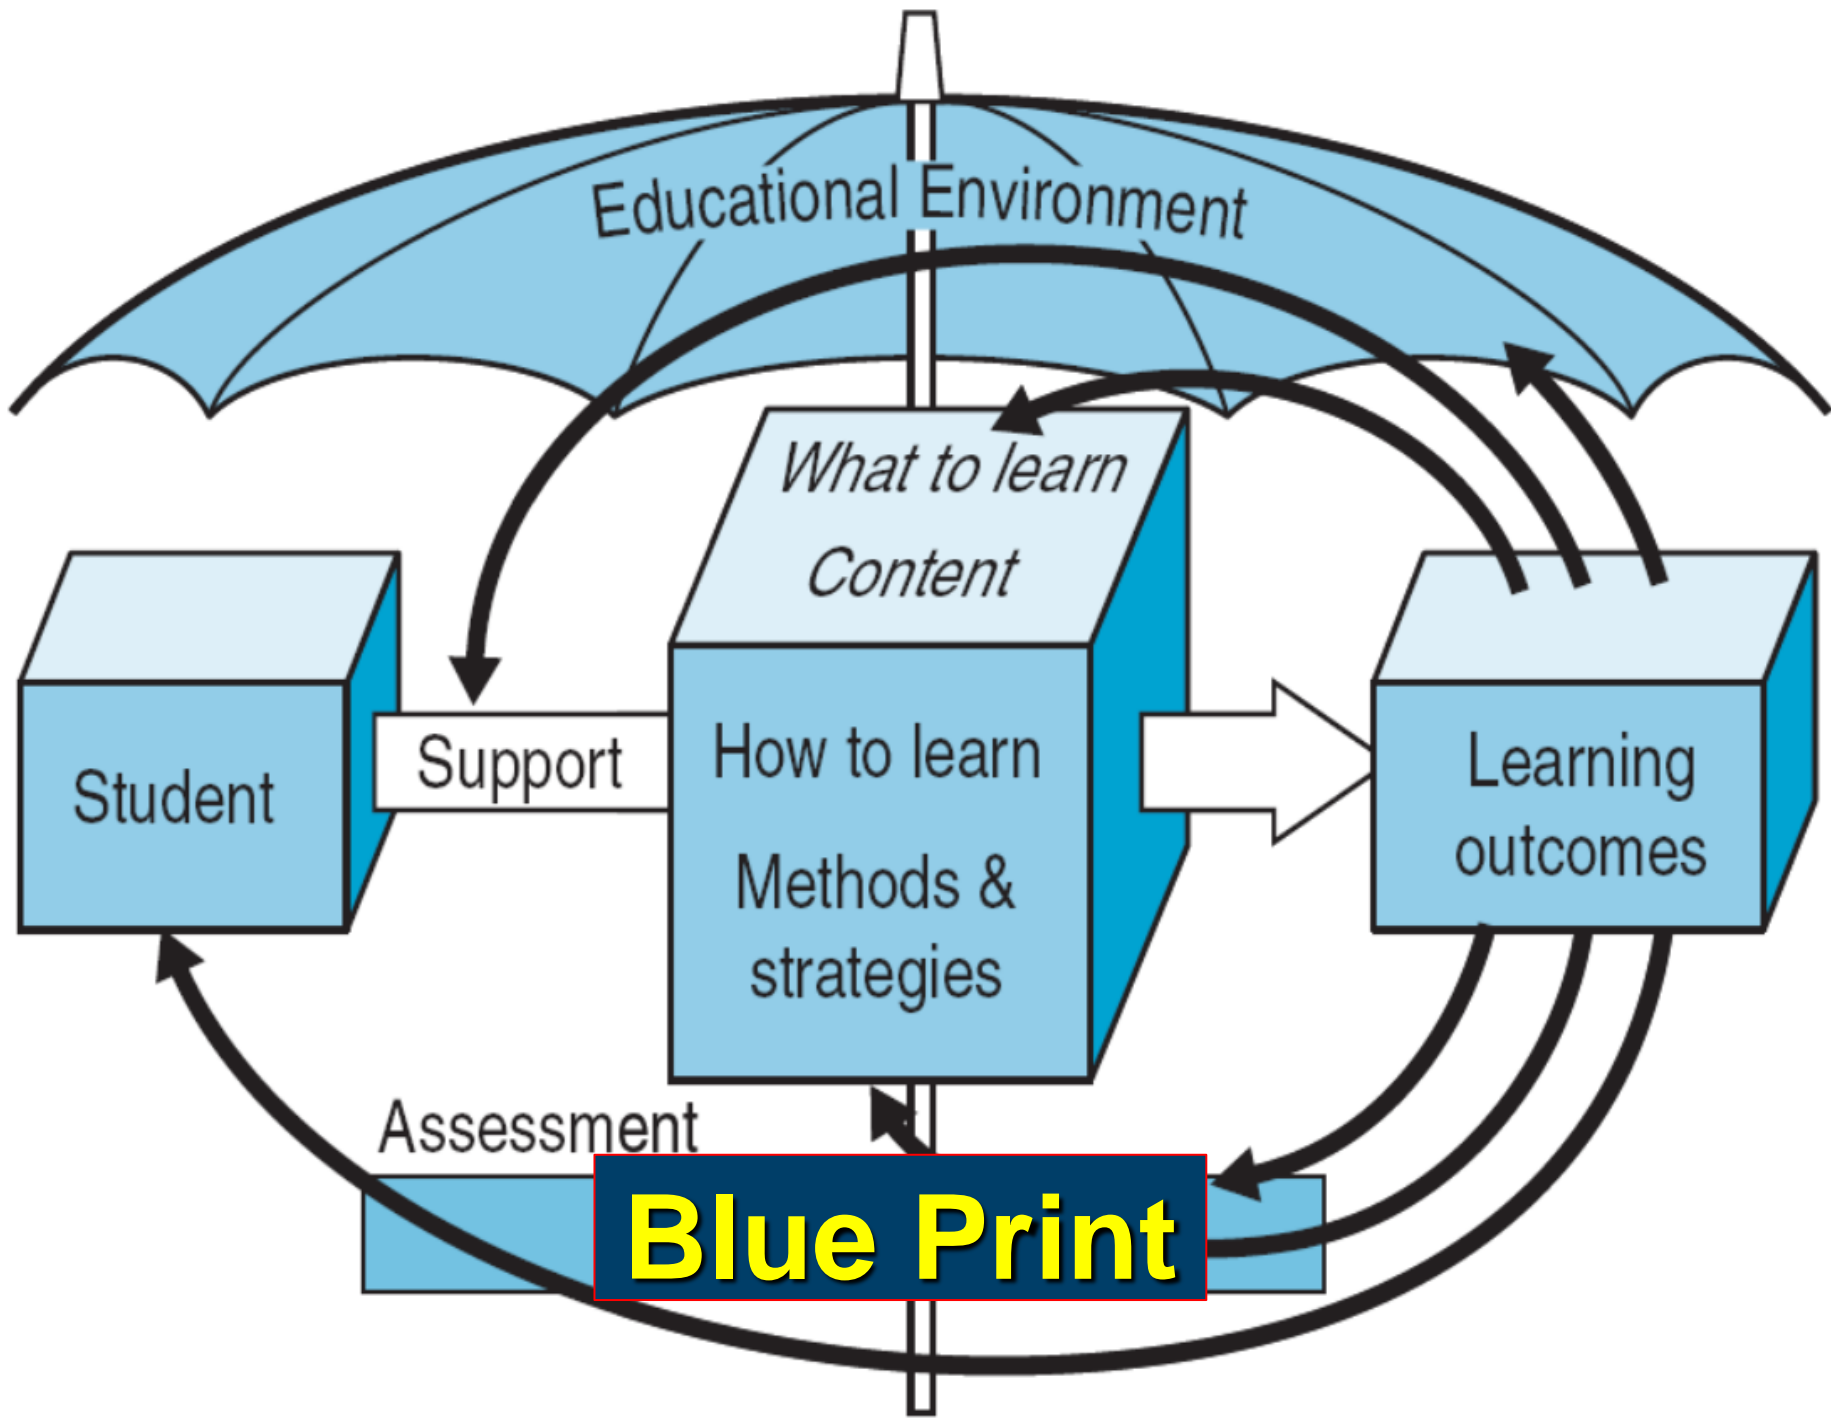 Educational Environment
What to learn
Content
Student
Support
How to learn
Methods &
strategies
Learning
outcomes
Assessment
Blue Print